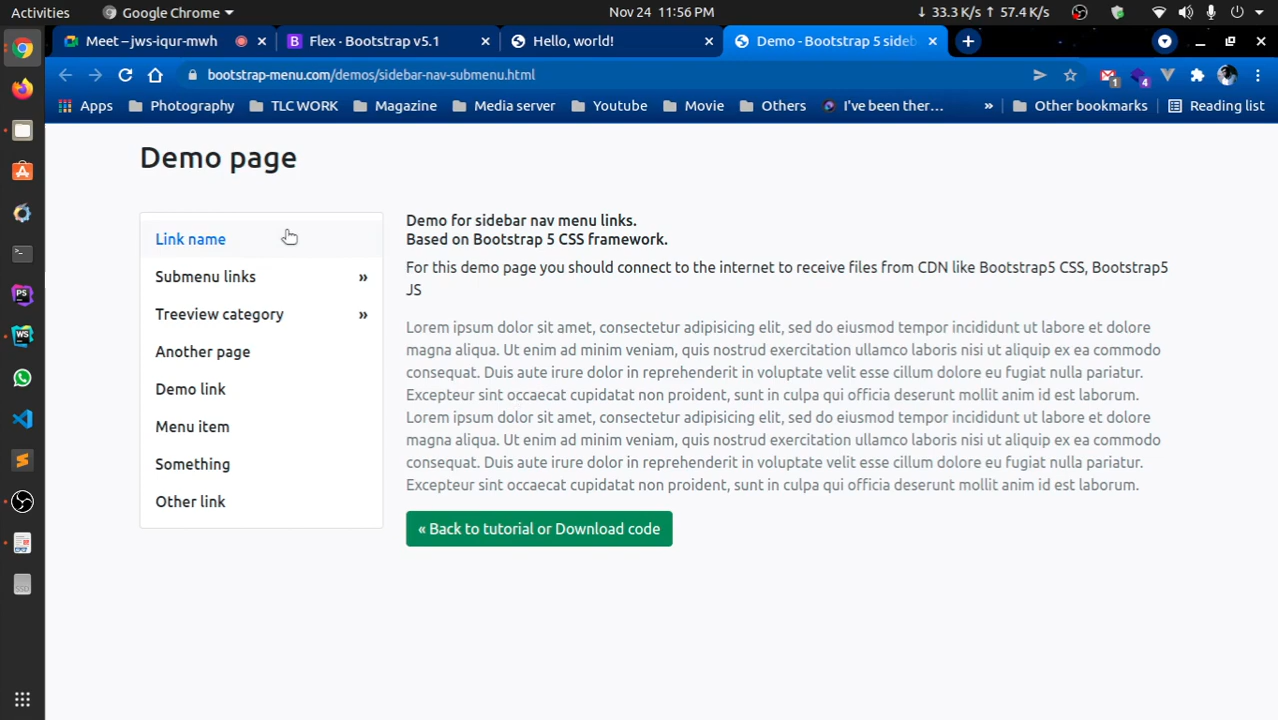 Activities
Google Chrome
Nov 24 11:56 PM
↓ 33.3 K/s ↑ 57.4 K/s
Meet – jws-iqur-mwh
B Flex · Bootstrap v5.1
Hello, world!
Demo - Bootstrap 5 sideb
bootstrap-menu.com/demos/sidebar-nav-submenu.html
1
4
Apps
Photography
TLC WORK
Magazine
Media server
Youtube
Movie
Others
I've been ther…
»
Other bookmarks
Reading list
Demo page
Link name
Submenu links »
Treeview category »
Another page
Demo link
Menu item
Something
Other link
Demo for sidebar nav menu links.
Based on Bootstrap 5 CSS framework.
For this demo page you should connect to the internet to receive files from CDN like Bootstrap5 CSS, Bootstrap5
JS
Lorem ipsum dolor sit amet, consectetur adipisicing elit, sed do eiusmod tempor incididunt ut labore et dolore
magna aliqua. Ut enim ad minim veniam, quis nostrud exercitation ullamco laboris nisi ut aliquip ex ea commodo
consequat. Duis aute irure dolor in reprehenderit in voluptate velit esse cillum dolore eu fugiat nulla pariatur.
Excepteur sint occaecat cupidatat non proident, sunt in culpa qui officia deserunt mollit anim id est laborum.
Lorem ipsum dolor sit amet, consectetur adipisicing elit, sed do eiusmod tempor incididunt ut labore et dolore
magna aliqua. Ut enim ad minim veniam, quis nostrud exercitation ullamco laboris nisi ut aliquip ex ea commodo
consequat. Duis aute irure dolor in reprehenderit in voluptate velit esse cillum dolore eu fugiat nulla pariatur.
Excepteur sint occaecat cupidatat non proident, sunt in culpa qui officia deserunt mollit anim id est laborum.
« Back to tutorial or Download code
PS
WS
SSD